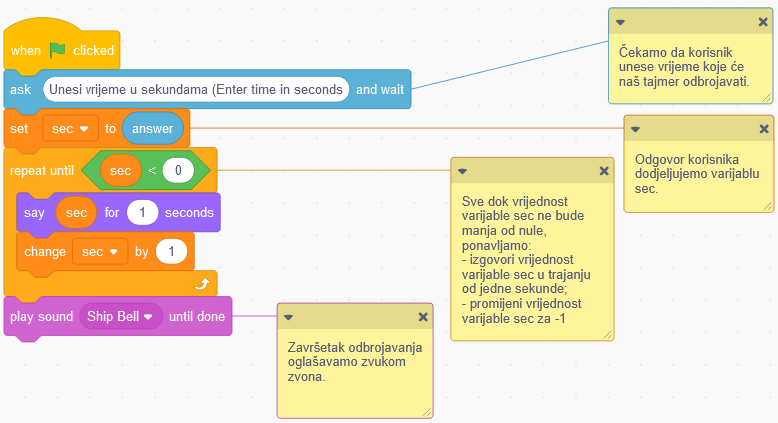 when clicked
ask Unesi vrijeme u sekundama (Enter time in seconds and wait
set sec to answer
repeat until sec < 0
say sec for 1 seconds
change sec by 1
play sound Ship Bell until done
Čekamo da korisnik
unese vrijeme koje će
naš tajmer odbrojavati.
Odgovor korisnika
dodjeljujemo varijablu
sec.
Sve dok vrijednost
varijable sec ne bude
manja od nule,
ponavljamo:
- izgovori vrijednost
varijable sec u trajanju
od jedne sekunde;
- promijeni vrijednost
varijable sec za -1
Završetak odbrojavanja
oglašavamo zvukom
zvona.